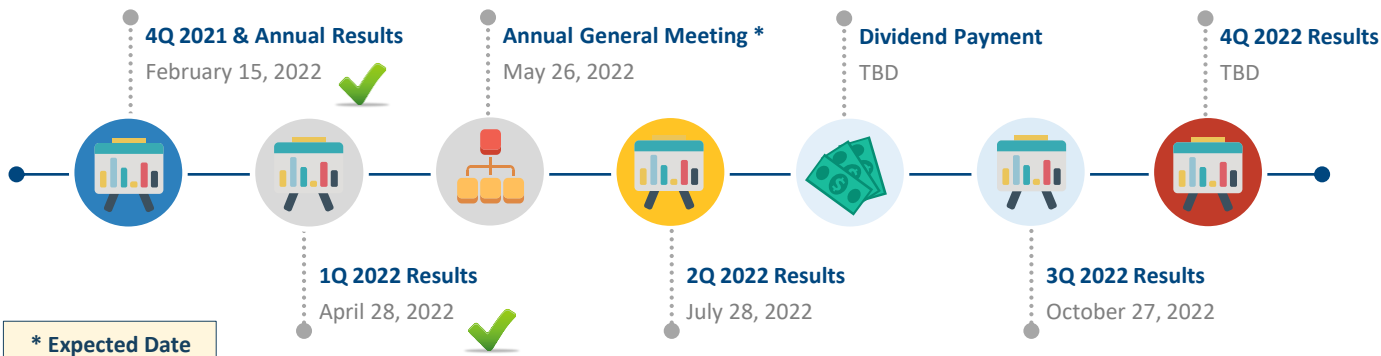 4Q 2021 & Annual Results
February 15, 2022
Annual General Meeting *
May 26, 2022
Dividend Payment
TBD
4Q 2022 Results
TBD
1Q 2022 Results
April 28, 2022
2Q 2022 Results
July 28, 2022
3Q 2022 Results
October 27, 2022
* Expected Date